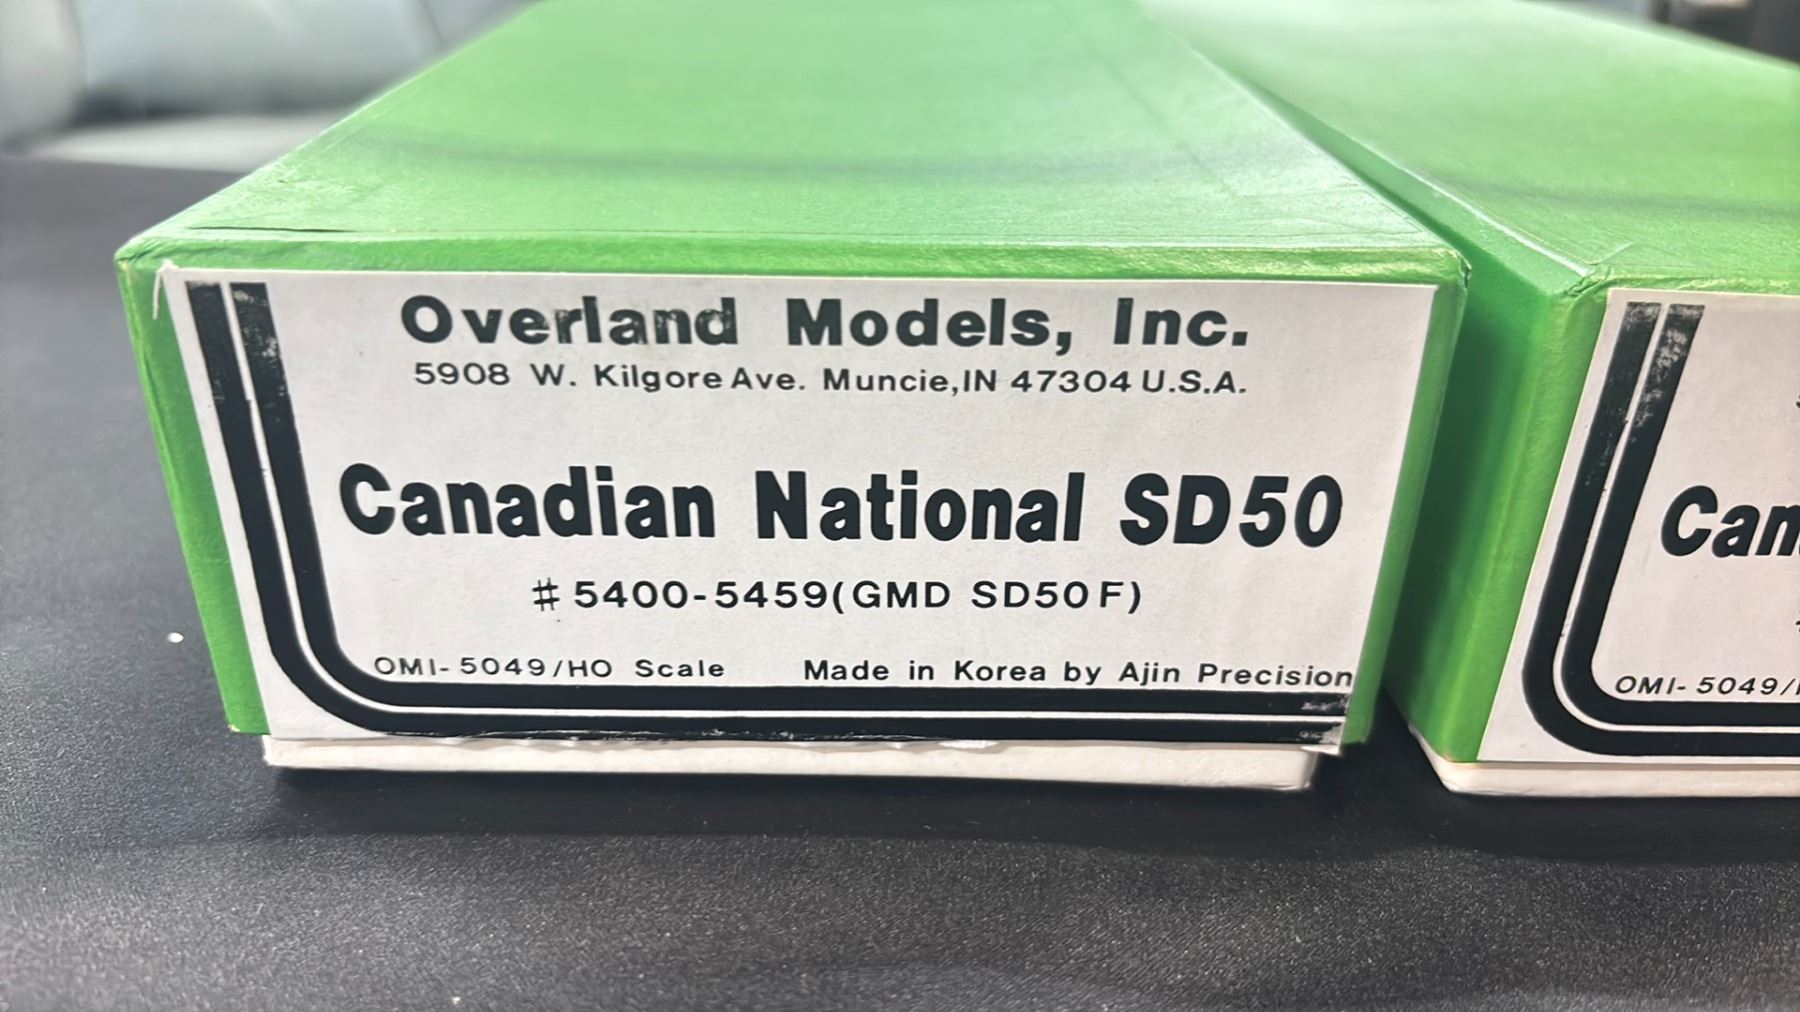 Overland Models, Inc.
5908 W. Kilgore Ave. Muncie,IN 47304 U.S.A.
Canadian National SD50
# 5400-5459(GMD SD50F)
OMI-5049/HO Scale Made in Korea by Ajin Precision
Can
OMI-5049/